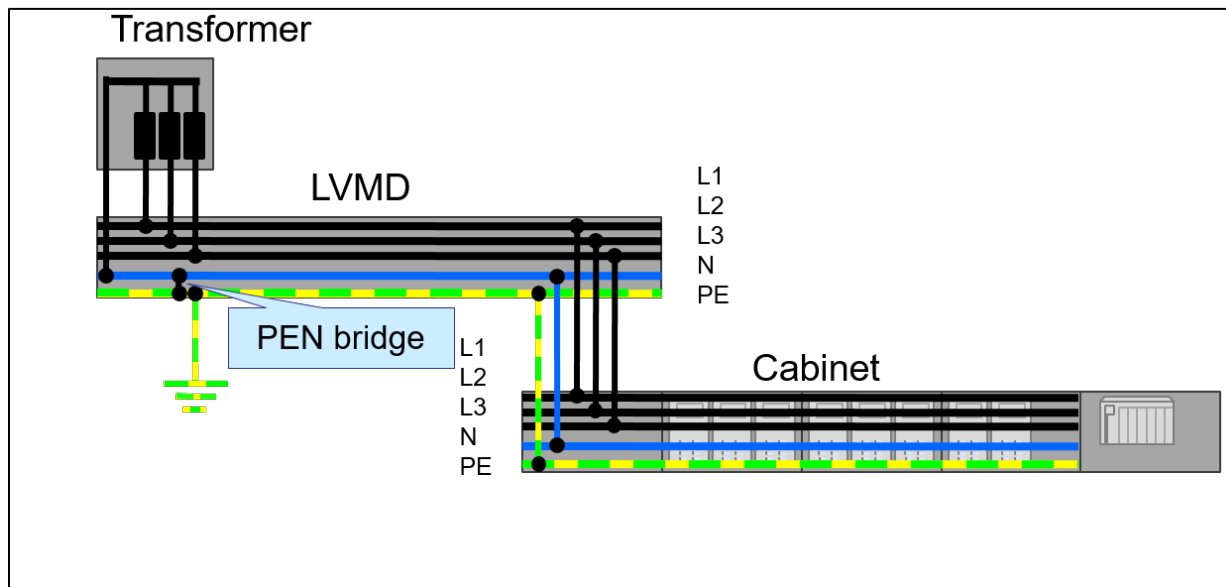 Transformer
LVMD
L1
L2
L3
N
PE
PEN bridge
L1
L2
L3
N
PE
Cabinet